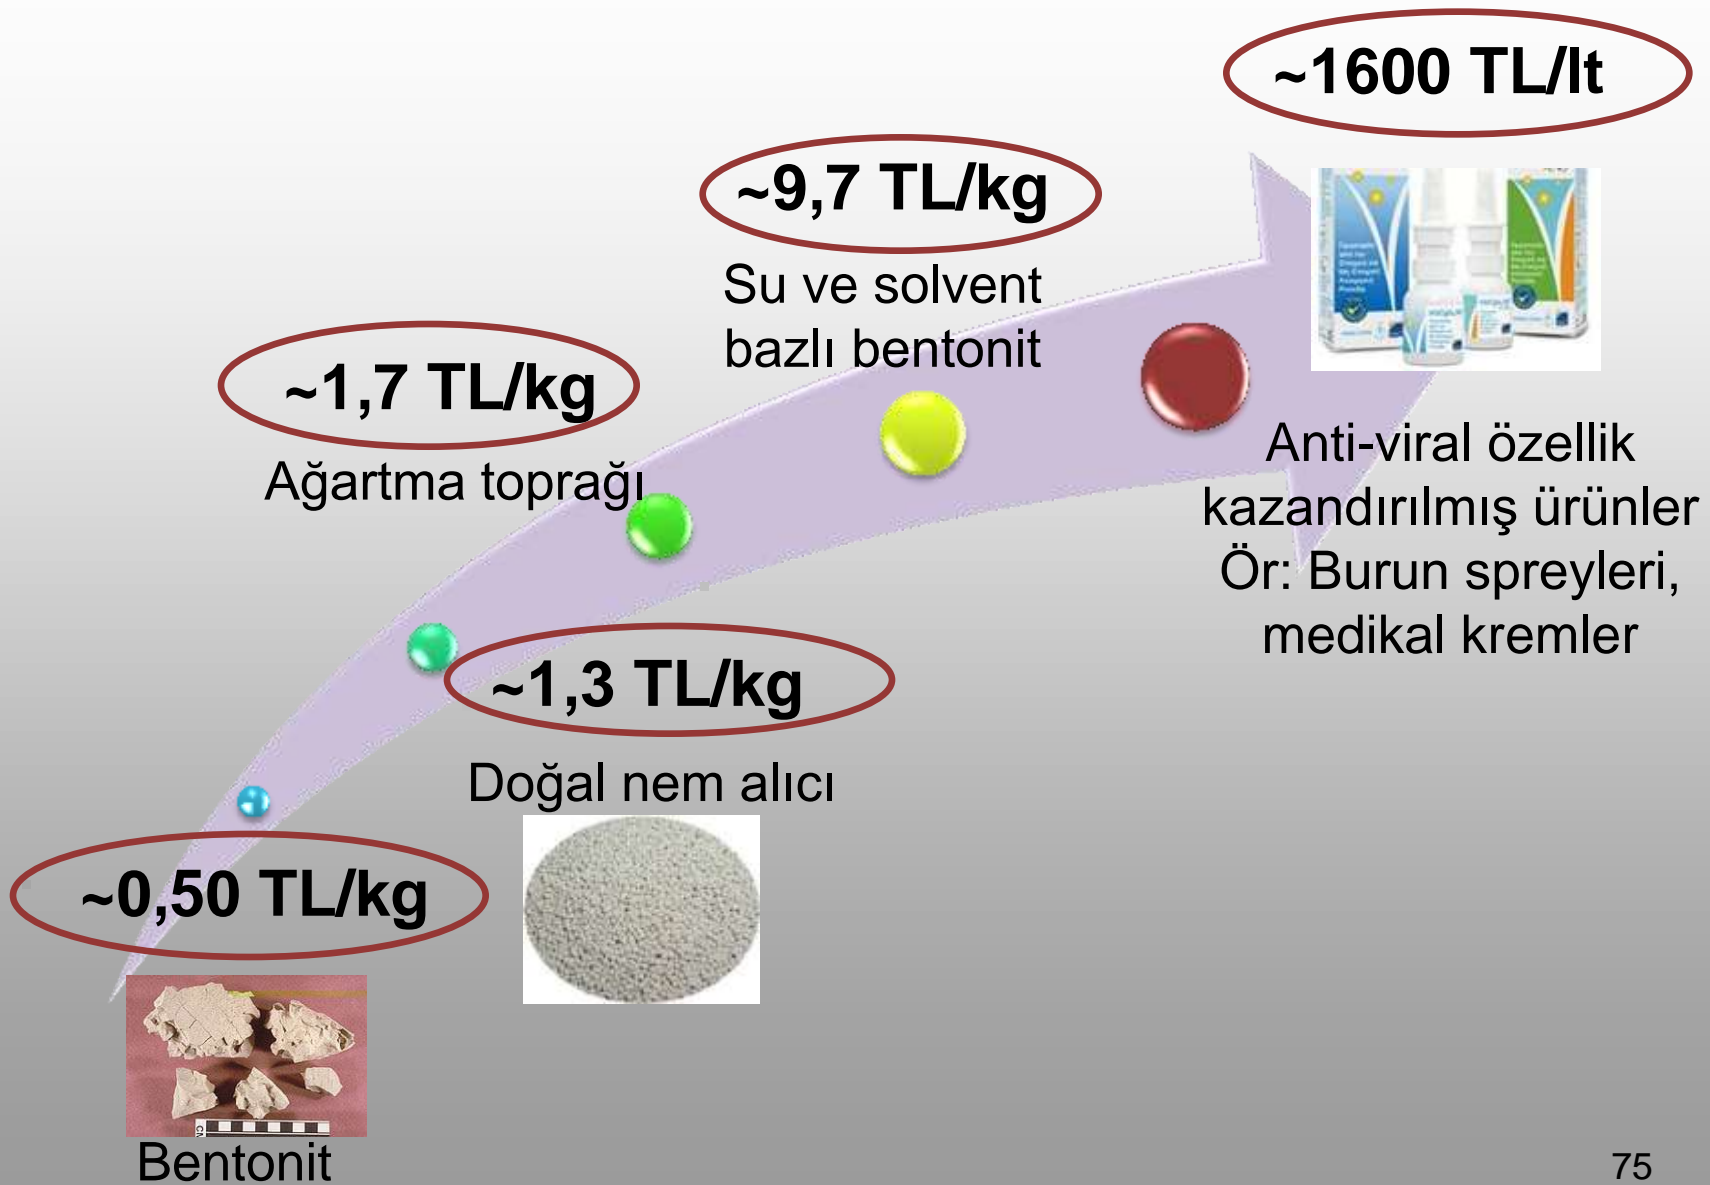 ~1600 TL/lt
~9,7 TL/kg
Su ve solvent
bazlı bentonit
~1,7 TL/kg
Ağartma toprağı
Anti-viral özellik
kazandırılmış ürünler
Ör: Burun spreyleri,
medikal kremler
~1,3 TL/kg
Doğal nem alıcı
~0,50 TL/kg
Bentonit
75